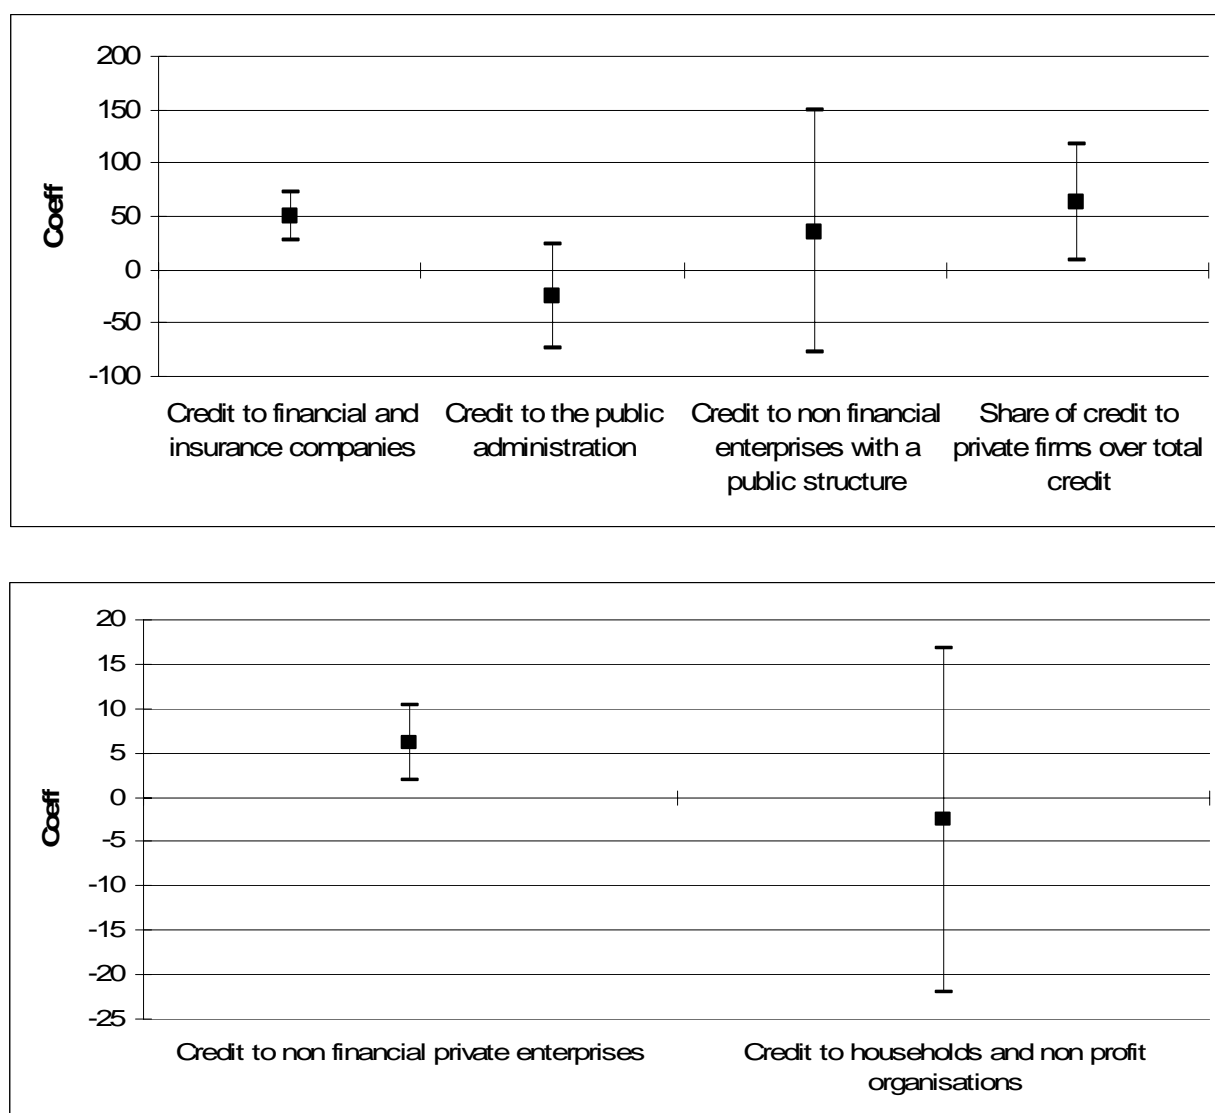 200
150
100
50
0
-50
-100
Coeff
Credit to financial and
insurance companies
Credit to the public
administration
Credit to non financial
enterprises with a
public structure
Share of credit to
private firms over total
credit
20
15
10
5
0
-5
-10
-15
-20
-25
Coeff
Credit to non financial private enterprises
Credit to households and non profit
organisations